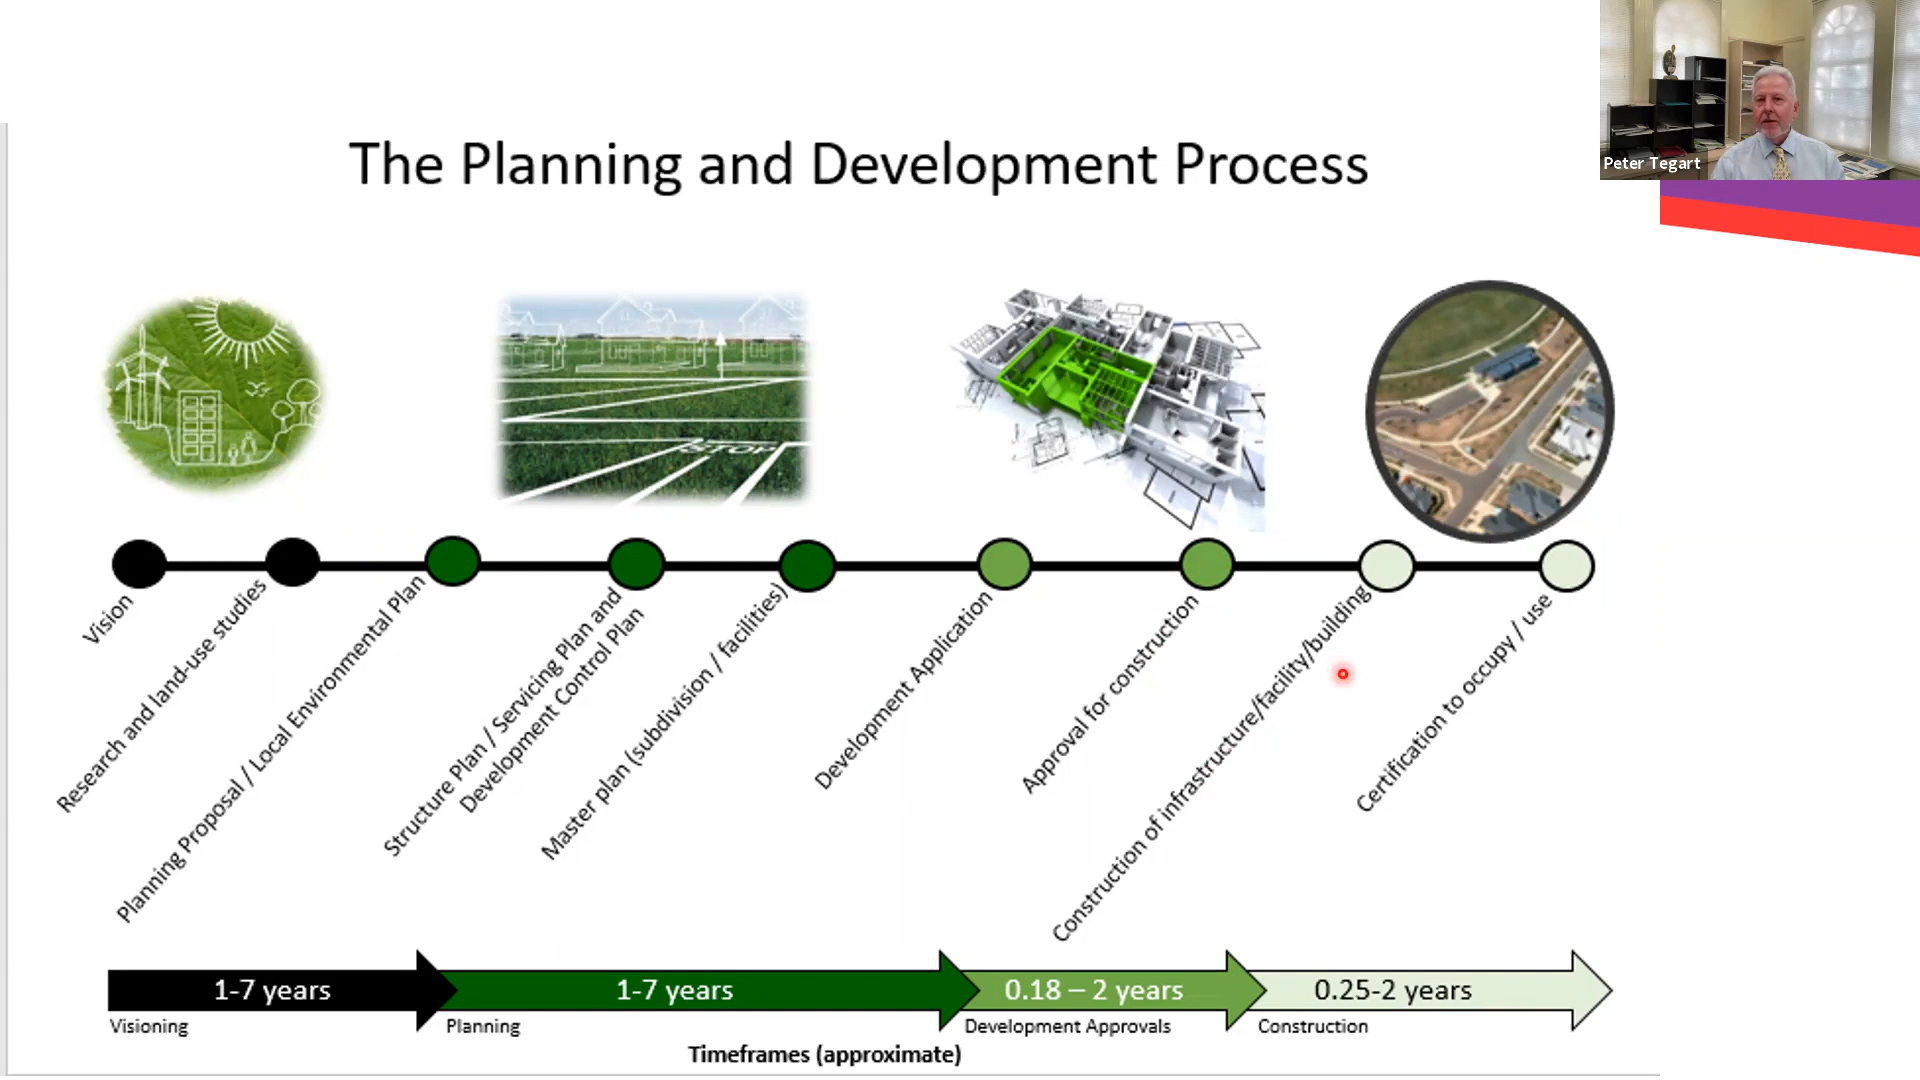 Peter Tegart
The Planning and Development Process
STOP
Vision
Research and land-use studies
Planning Proposal / Local Environmental Plan
Structure Plan / Servicing Plan and
Development Control Plan
Master plan (subdivision / facilities)
Development Application
Approval for construction
Construction of infrastructure/facility/building
Certification to occupy / use
1-7 years
1-7 years
0.18 – 2 years
0.25-2 years
Visioning
Planning
Development Approvals
Construction
Timeframes (approximate)